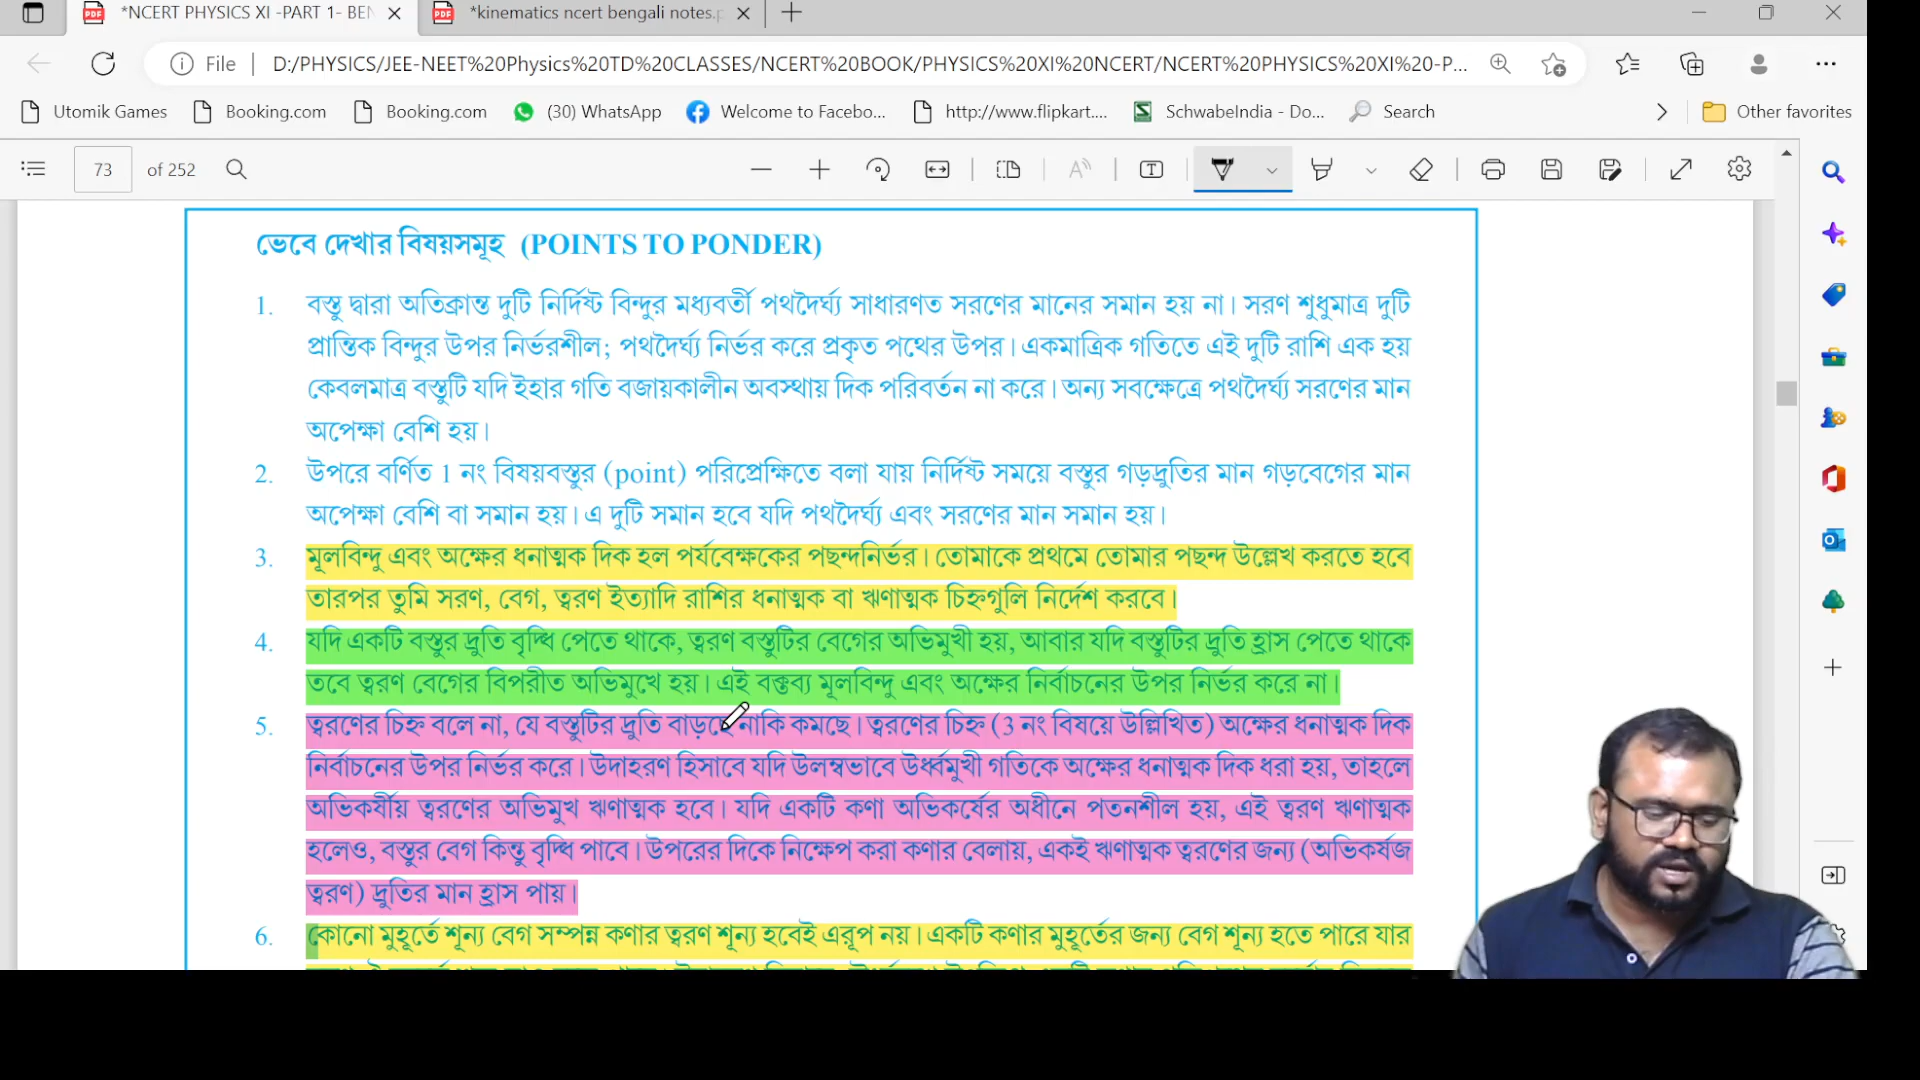 *NCERT PHYSICS XI -PART 1- BEN
*kinematics ncert bengali notes.p
File
D:/PHYSICS/JEE-NEET%20Physics%20TD%20CLASSES/NCERT%20BOOK/PHYSICS%20XI%20NCERT/NCERT%20PHYSICS%20XI%20-P...
Utomik Games
Booking.com
Booking.com
(30) WhatsApp
Welcome to Facebo...
http://www.flipkart....
SchwabeIndia - Do...
Search
Other favorites
73 of 252
ভেবে দেখার বিষয়সমূহ (POINTS TO PONDER)
1. বস্তু দ্বারা অতিক্রান্ত দুটি নির্দিষ্ট বিন্দুর মধ্যবর্তী পথদৈর্ঘ্য সাধারণত সরণের মানের সমান হয় না। সরণ শুধুমাত্র দুটি
প্রান্তিক বিন্দুর উপর নির্ভরশীল; পথদৈর্ঘ্য নির্ভর করে প্রকৃত পথের উপর। একমাত্রিক গতিতে এই দুটি রাশি এক হয়
কেবলমাত্র বস্তুটি যদি ইহার গতি বজায়কালীন অবস্থায় দিক পরিবর্তন না করে। অন্য সবক্ষেত্রে পথদৈর্ঘ্য সরণের মান
অপেক্ষা বেশি হয়।
2. উপরে বর্ণিত 1 নং বিষয়বস্তুর (point) পরিপ্রেক্ষিতে বলা যায় নির্দিষ্ট সময়ে বস্তুর গড়দ্রুতির মান গড়বেগের মান
অপেক্ষা বেশি বা সমান হয়। এ দুটি সমান হবে যদি পথদৈর্ঘ্য এবং সরণের মান সমান হয়।
3. মূলবিন্দু এবং অক্ষের ধনাত্মক দিক হল পর্যবেক্ষকের পছন্দনির্ভর। তোমাকে প্রথমে তোমার পছন্দ উল্লেখ করতে হবে
তারপর তুমি সরণ, বেগ, ত্বরণ ইত্যাদি রাশির ধনাত্মক বা ঋণাত্মক চিহ্নগুলি নির্দেশ করবে।
4. যদি একটি বস্তুর দ্রুতি বৃদ্ধি পেতে থাকে, ত্বরণ বস্তুটির বেগের অভিমুখী হয়, আবার যদি বস্তুটির দ্রুতি হ্রাস পেতে থাকে
তবে ত্বরণ বেগের বিপরীত অভিমুখে হয়। এই বক্তব্য মূলবিন্দু এবং অক্ষের নির্বাচনের উপর নির্ভর করে না।
5. ত্বরণের চিহ্ন বলে না, যে বস্তুটির দ্রুতি বাড়ছে নাকি কমছে। ত্বরণের চিহ্ন (3 নং বিষয়ে উল্লিখিত) অক্ষের ধনাত্মক দিক
নির্বাচনের উপর নির্ভর করে। উদাহরণ হিসাবে যদি উলম্বভাবে উর্ধ্বমুখী গতিকে অক্ষের ধনাত্মক দিক ধরা হয়, তাহলে
অভিকর্ষীয় ত্বরণের অভিমুখ ঋণাত্মক হবে। যদি একটি কণা অভিকর্ষের অধীনে পতনশীল হয়, এই ত্বরণ ঋণাত্মক
হলেও, বস্তুর বেগ কিন্তু বৃদ্ধি পাবে। উপরের দিকে নিক্ষেপ করা কণার বেলায়, একই ঋণাত্মক ত্বরণের জন্য (অভিকর্ষজ
ত্বরণ) দ্রুতির মান হ্রাস পায়।
6. কোনো মুহূর্তে শূন্য বেগ সম্পন্ন কণার ত্বরণ শূন্য হবেই এরূপ নয়। একটি কণার মুহূর্তের জন্য বেগ শূন্য হতে পারে যার